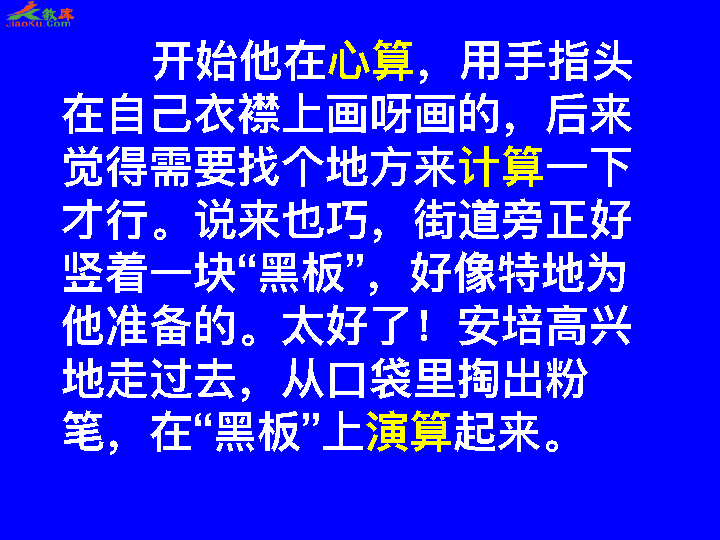 教库
JiaoKu.Com
开始他在心算，用手指头
在自己衣襟上画呀画的，后来
觉得需要找个地方来计算一下
才行。说来也巧，街道旁正好
竖着一块“黑板”，好像特地为
他准备的。太好了！安培高兴
地走过去，从口袋里掏出粉
笔，在“黑板”上演算起来。